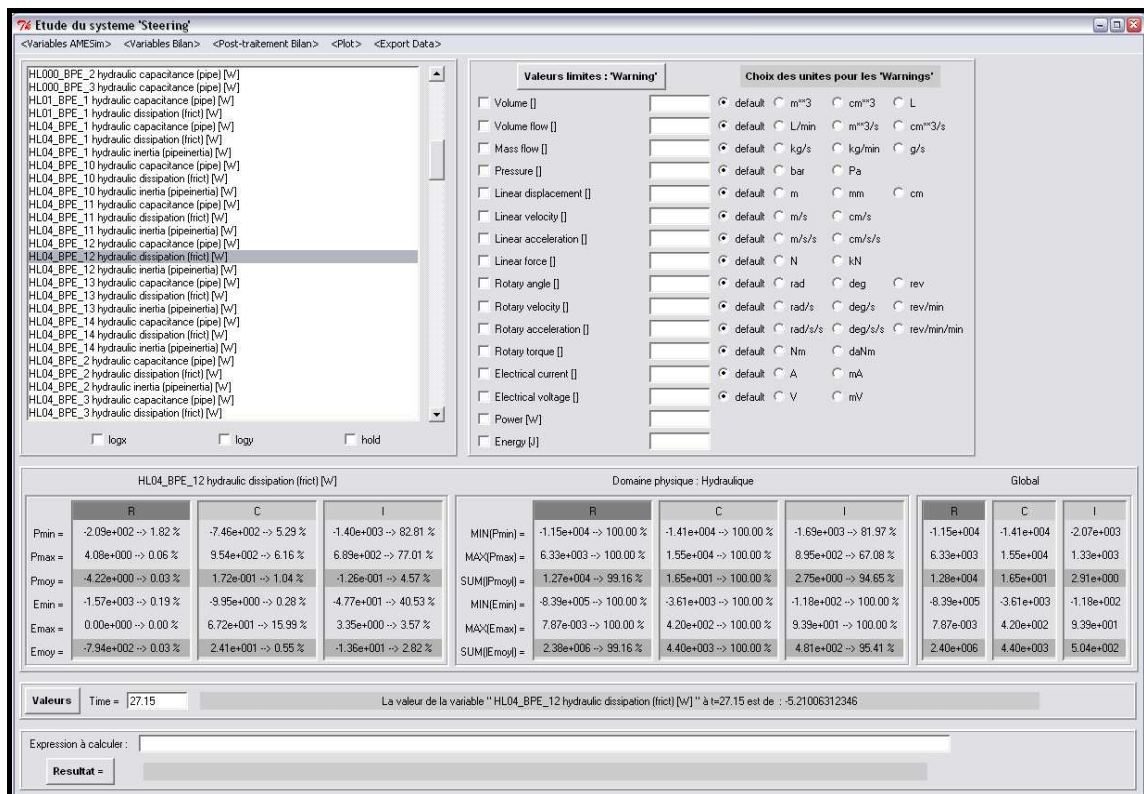 Etude du systeme 'Steering'
<Variables AMESim> <Variables Bilan> <Post-traitement Bilan> <Plot> <Export Data>
HL000_BPE_2 hydraulic capacitance (pipe) [W]
HL000_BPE_3 hydraulic capacitance (pipe) [W]
HL01_BPE_1 hydraulic capacitance (pipe) [W]
HL01_BPE_1 hydraulic dissipation (frict) [W]
HL04_BPE_1 hydraulic capacitance (pipe) [W]
HL04_BPE_1 hydraulic dissipation (frict) [W]
HL04_BPE_1 hydraulic inertia (pipeinertia) [W]
HL04_BPE_10 hydraulic capacitance (pipe) [W]
HL04_BPE_10 hydraulic dissipation (frict) [W]
HL04_BPE_10 hydraulic inertia (pipeinertia) [W]
HL04_BPE_11 hydraulic capacitance (pipe) [W]
HL04_BPE_11 hydraulic dissipation (frict) [W]
HL04_BPE_11 hydraulic inertia (pipeinertia) [W]
HL04_BPE_12 hydraulic capacitance (pipe) [W]
HL04_BPE_12 hydraulic dissipation (frict) [W]
HL04_BPE_12 hydraulic inertia (pipeinertia) [W]
HL04_BPE_13 hydraulic capacitance (pipe) [W]
HL04_BPE_13 hydraulic dissipation (frict) [W]
HL04_BPE_13 hydraulic inertia (pipeinertia) [W]
HL04_BPE_14 hydraulic capacitance (pipe) [W]
HL04_BPE_14 hydraulic dissipation (frict) [W]
HL04_BPE_14 hydraulic inertia (pipeinertia) [W]
HL04_BPE_2 hydraulic capacitance (pipe) [W]
HL04_BPE_2 hydraulic dissipation (frict) [W]
HL04_BPE_2 hydraulic inertia (pipeinertia) [W]
HL04_BPE_3 hydraulic capacitance (pipe) [W]
HL04_BPE_3 hydraulic dissipation (frict) [W]
logx logy hold
Valeurs limites : 'Warning' Choix des unites pour les 'Warnings'
Volume [] default m**3 cm**3 L
Volume flow [] default L/min m**3/s cm**3/s
Mass flow [] default kg/s kg/min g/s
Pressure [] default bar Pa
Linear displacement [] default m mm cm
Linear velocity [] default m/s cm/s
Linear acceleration [] default m/s/s cm/s/s
Linear force [] default N kN
Rotary angle [] default rad deg rev
Rotary velocity [] default rad/s deg/s rev/min
Rotary acceleration [] default rad/s/s deg/s/s rev/min/min
Rotary torque [] default Nm daNm
Electrical current [] default A mA
Electrical voltage [] default V mV
Power [W]
Energy [J]
HL04_BPE_12 hydraulic dissipation (frict) [W] Domaine physique : Hydraulique Global
R C I R C I R C I
Pmin = -2.09e+002 --> 1.82 % -7.46e+002 --> 5.29 % -1.40e+003 --> 82.81 % MIN(Pmin) = -1.15e+004 --> 100.00 % -1.41e+004 --> 100.00 % -1.69e+003 --> 81.97 % -1.15e+004 -1.41e+004 -2.07e+003
Pmax = 4.08e+000 --> 0.06 % 9.54e+002 --> 6.16 % 6.89e+002 --> 77.01 % MAX(Pmax) = 6.33e+003 --> 100.00 % 1.55e+004 --> 100.00 % 8.95e+002 --> 67.08 % 6.33e+003 1.55e+004 1.33e+003
Pmoy = -4.22e+000 --> 0.03 % 1.72e-001 --> 1.04 % -1.26e-001 --> 4.57 % SUM(|Pmoy|) = 1.27e+004 --> 99.16 % 1.65e+001 --> 100.00 % 2.75e+000 --> 94.65 % 1.28e+004 1.65e+001 2.91e+000
Emin = -1.57e+003 --> 0.19 % -9.95e+000 --> 0.28 % -4.77e+001 --> 40.53 % MIN(Emin) = -8.39e+005 --> 100.00 % -3.61e+003 --> 100.00 % -1.18e+002 --> 100.00 % -8.39e+005 -3.61e+003 -1.18e+002
Emax = 0.00e+000 --> 0.00 % 6.72e+001 --> 15.99 % 3.35e+000 --> 3.57 % MAX(Emax) = 7.87e-003 --> 100.00 % 4.20e+002 --> 100.00 % 9.39e+001 --> 100.00 % 7.87e-003 4.20e+002 9.39e+001
Emoy = -7.94e+002 --> 0.03 % 2.41e+001 --> 0.55 % -1.36e+001 --> 2.82 % SUM(|Emoy|) = 2.38e+006 --> 99.16 % 4.40e+003 --> 100.00 % 4.81e+002 --> 95.41 % 2.40e+006 4.40e+003 5.04e+002
Valeurs Time = 27.15 La valeur de la variable " HL04_BPE_12 hydraulic dissipation (frict) [W] " à t=27.15 est de : -5.21006312346
Expression à calculer :
Resultat =